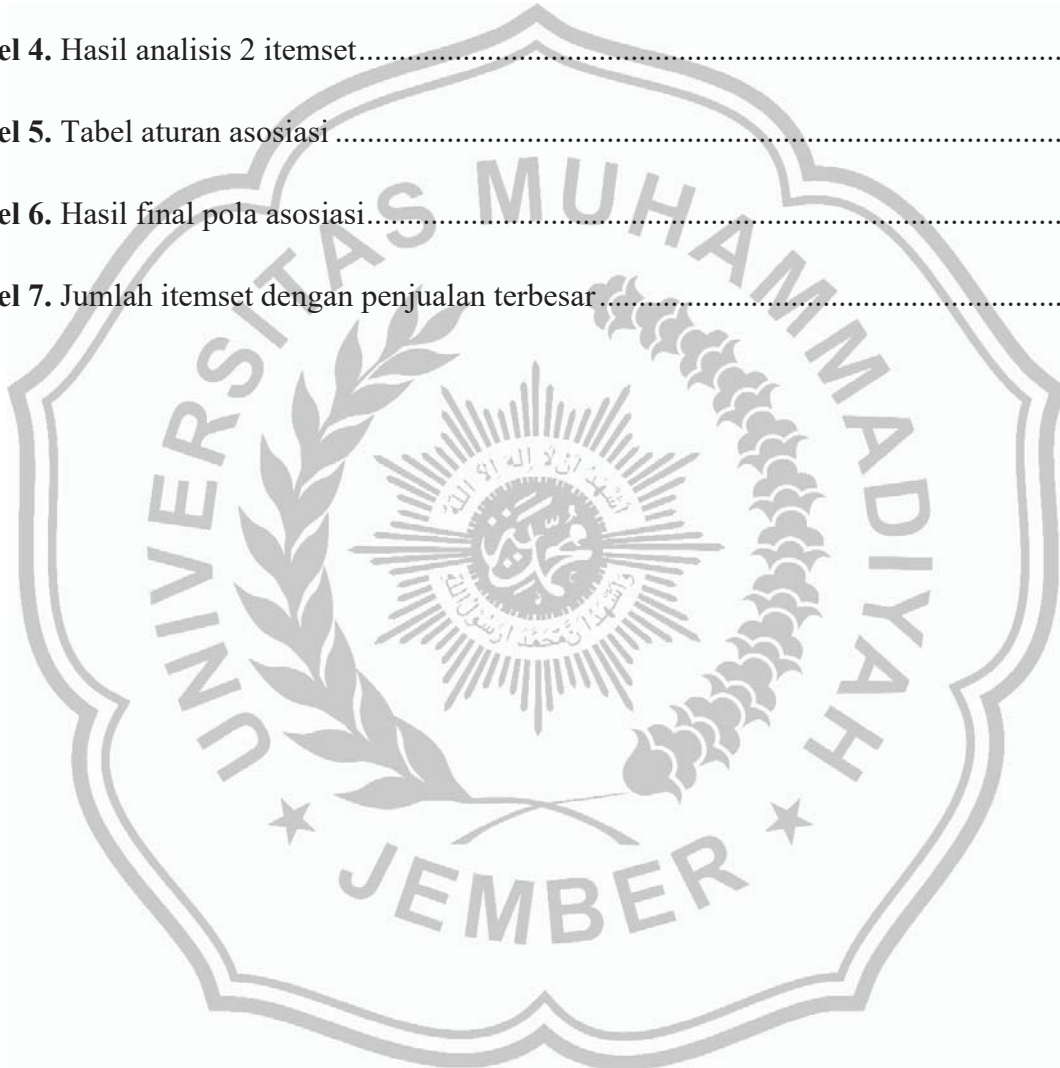 el 4. Hasil analisis 2 itemset
el 5. Tabel aturan asosiasi
el 6. Hasil final pola asosiasi
el 7. Jumlah itemset dengan penjualan terbesar
UNIVERSITAS MUHAMMADIYAH
JEMBER
محمد